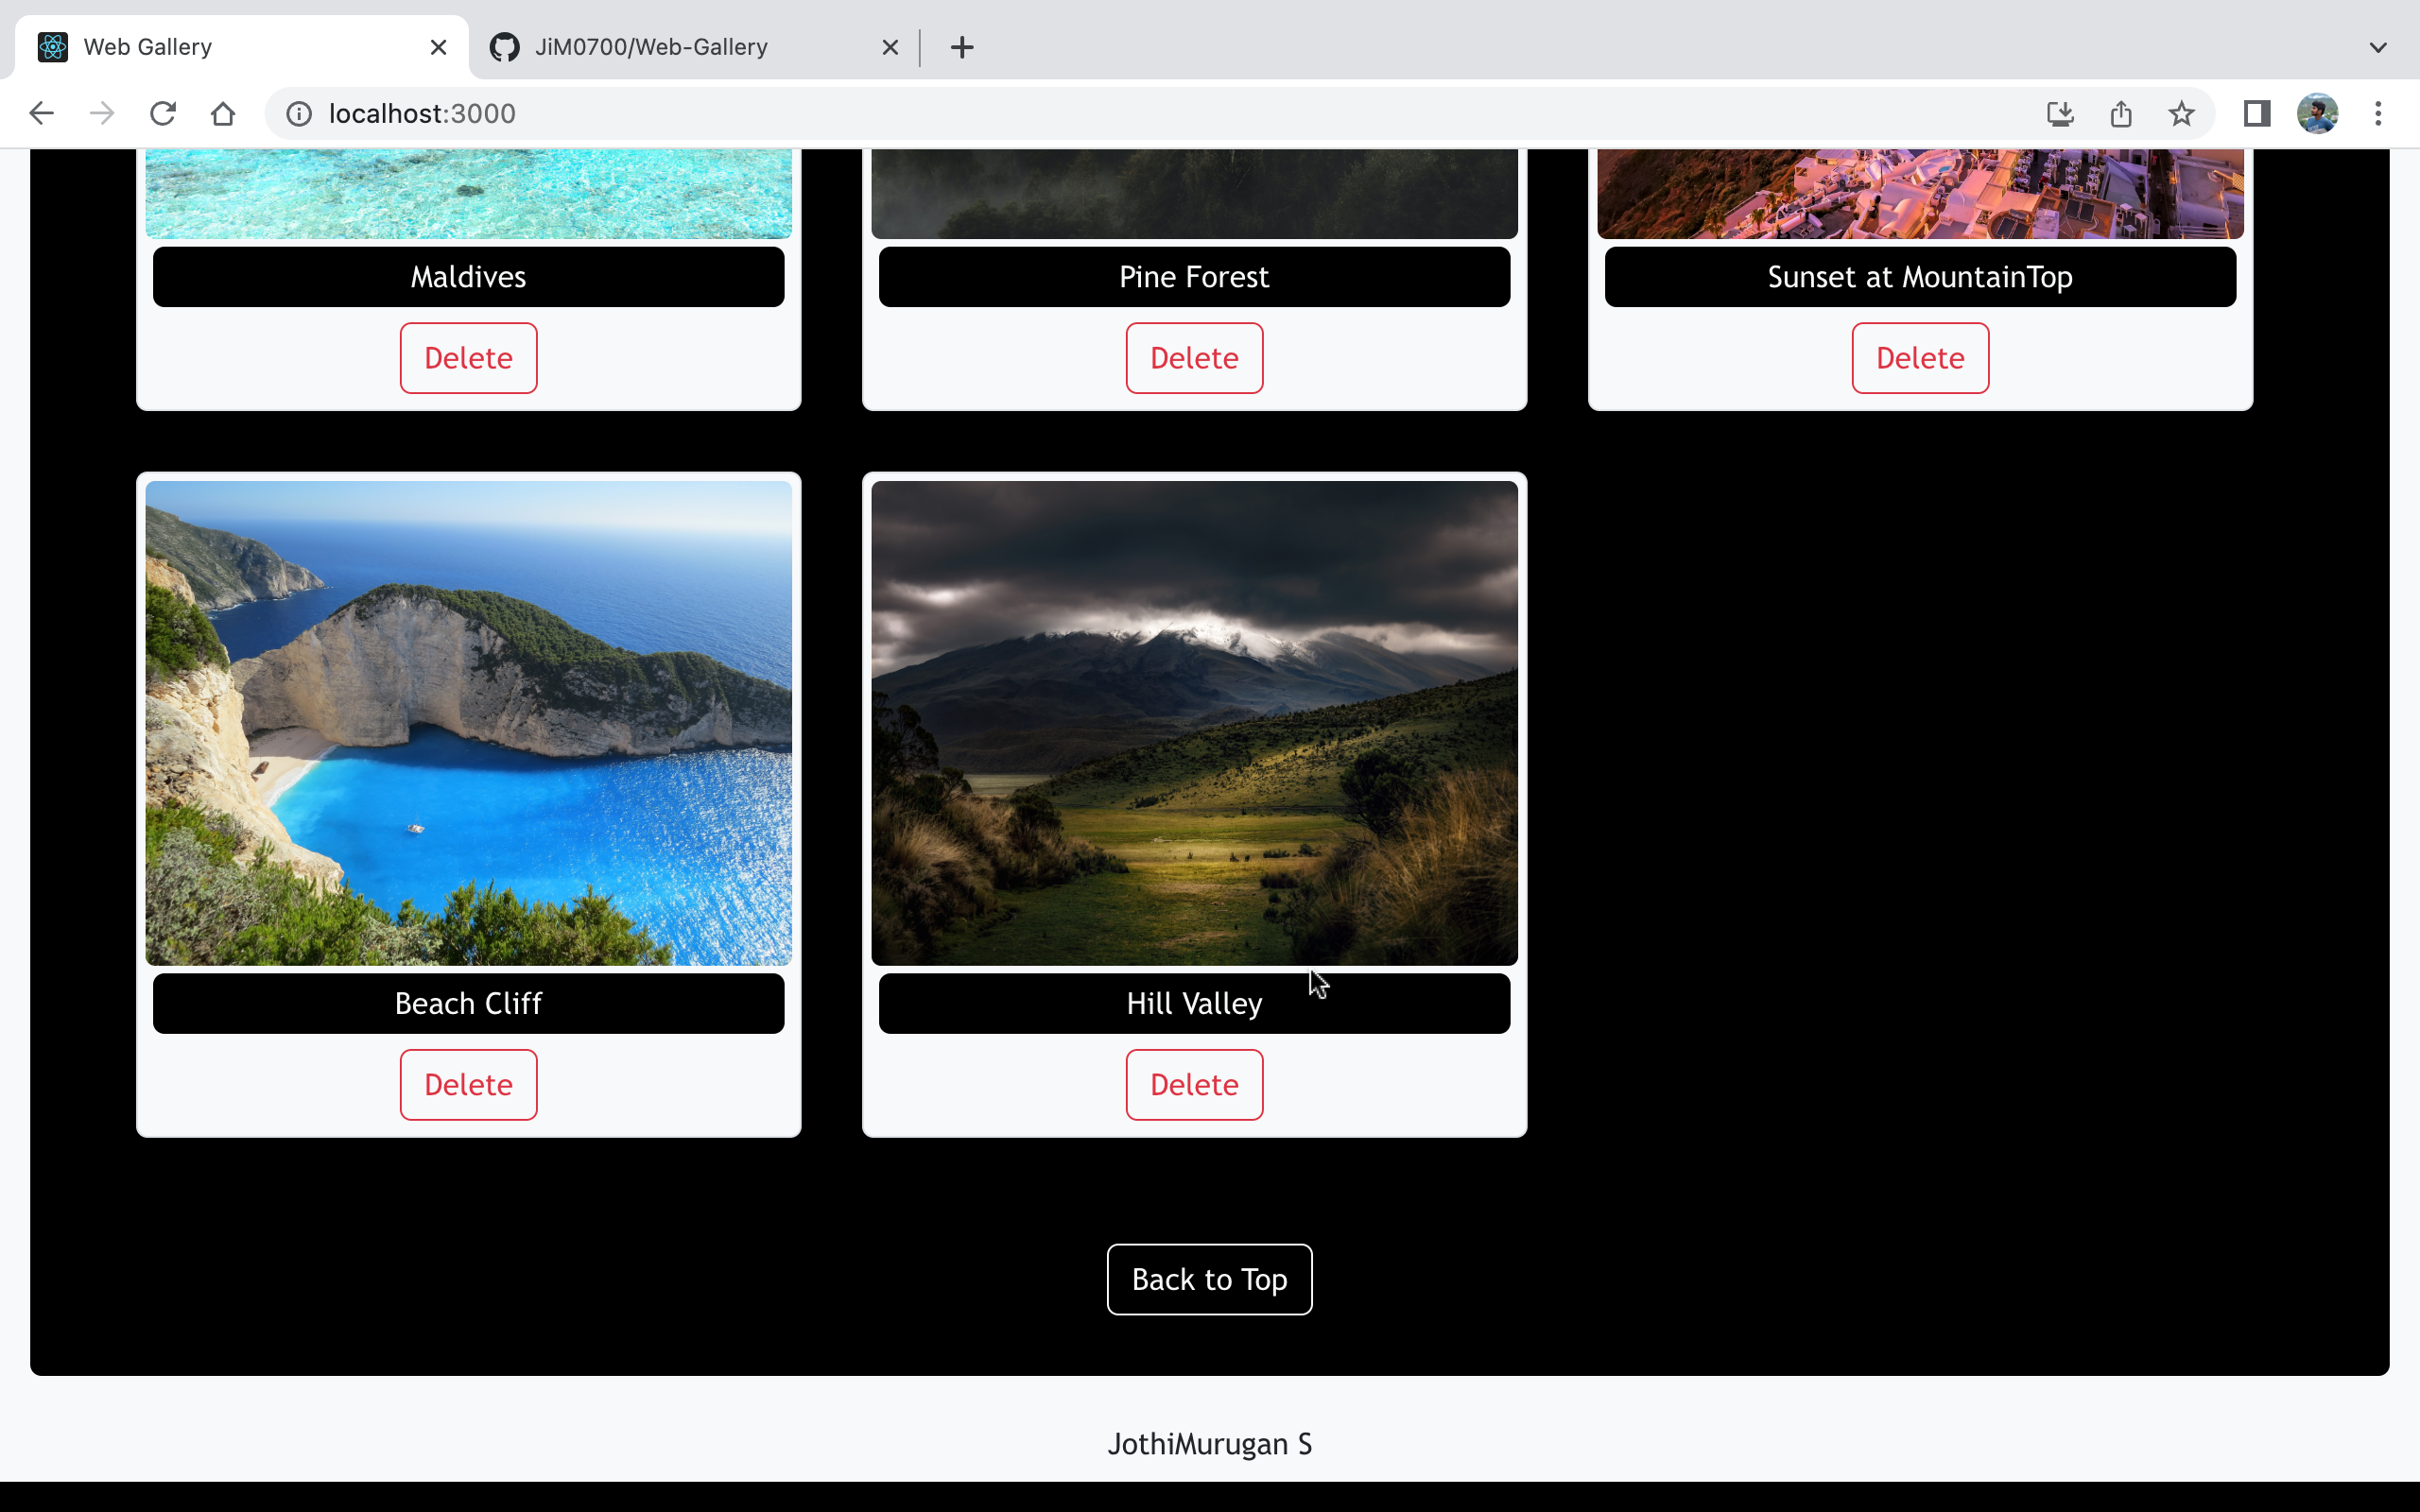 Web Gallery
JiM0700/Web-Gallery
localhost:3000
Maldives
Pine Forest
Sunset at MountainTop
Delete
Delete
Delete
Beach Cliff
Hill Valley
Delete
Delete
Back to Top
JothiMurugan S